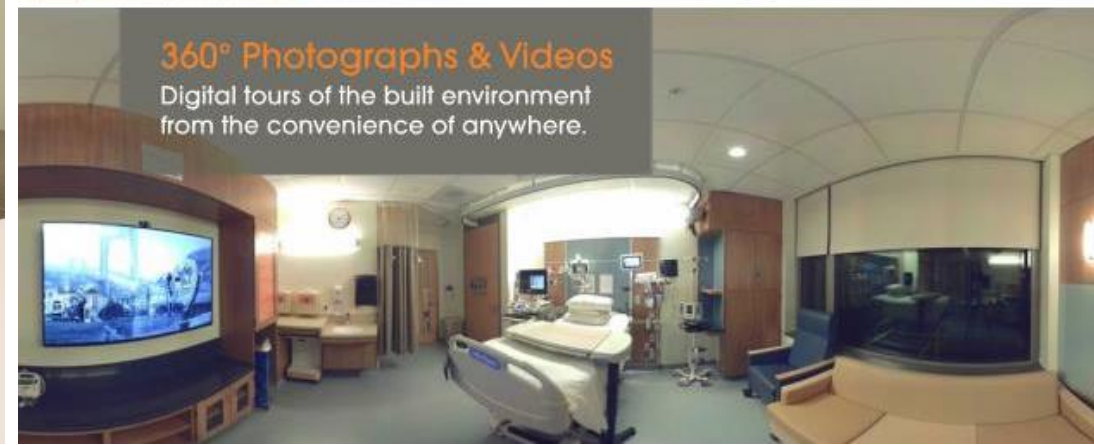 360° Photographs & Videos
Digital tours of the built environment
from the convenience of anywhere.